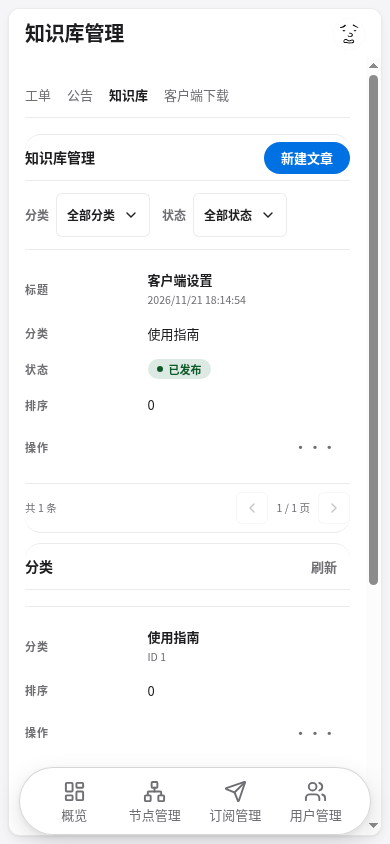 知识库管理
工单 公告 知识库 客户端下载
知识库管理 新建文章
分类 全部分类 状态 全部状态
标题 客户端设置
2026/11/21 18:14:54
分类 使用指南
状态 已发布
排序 0
操作
共 1 条 1 / 1 页
分类 刷新
分类 使用指南
ID 1
排序 0
操作
概览 节点管理 订阅管理 用户管理